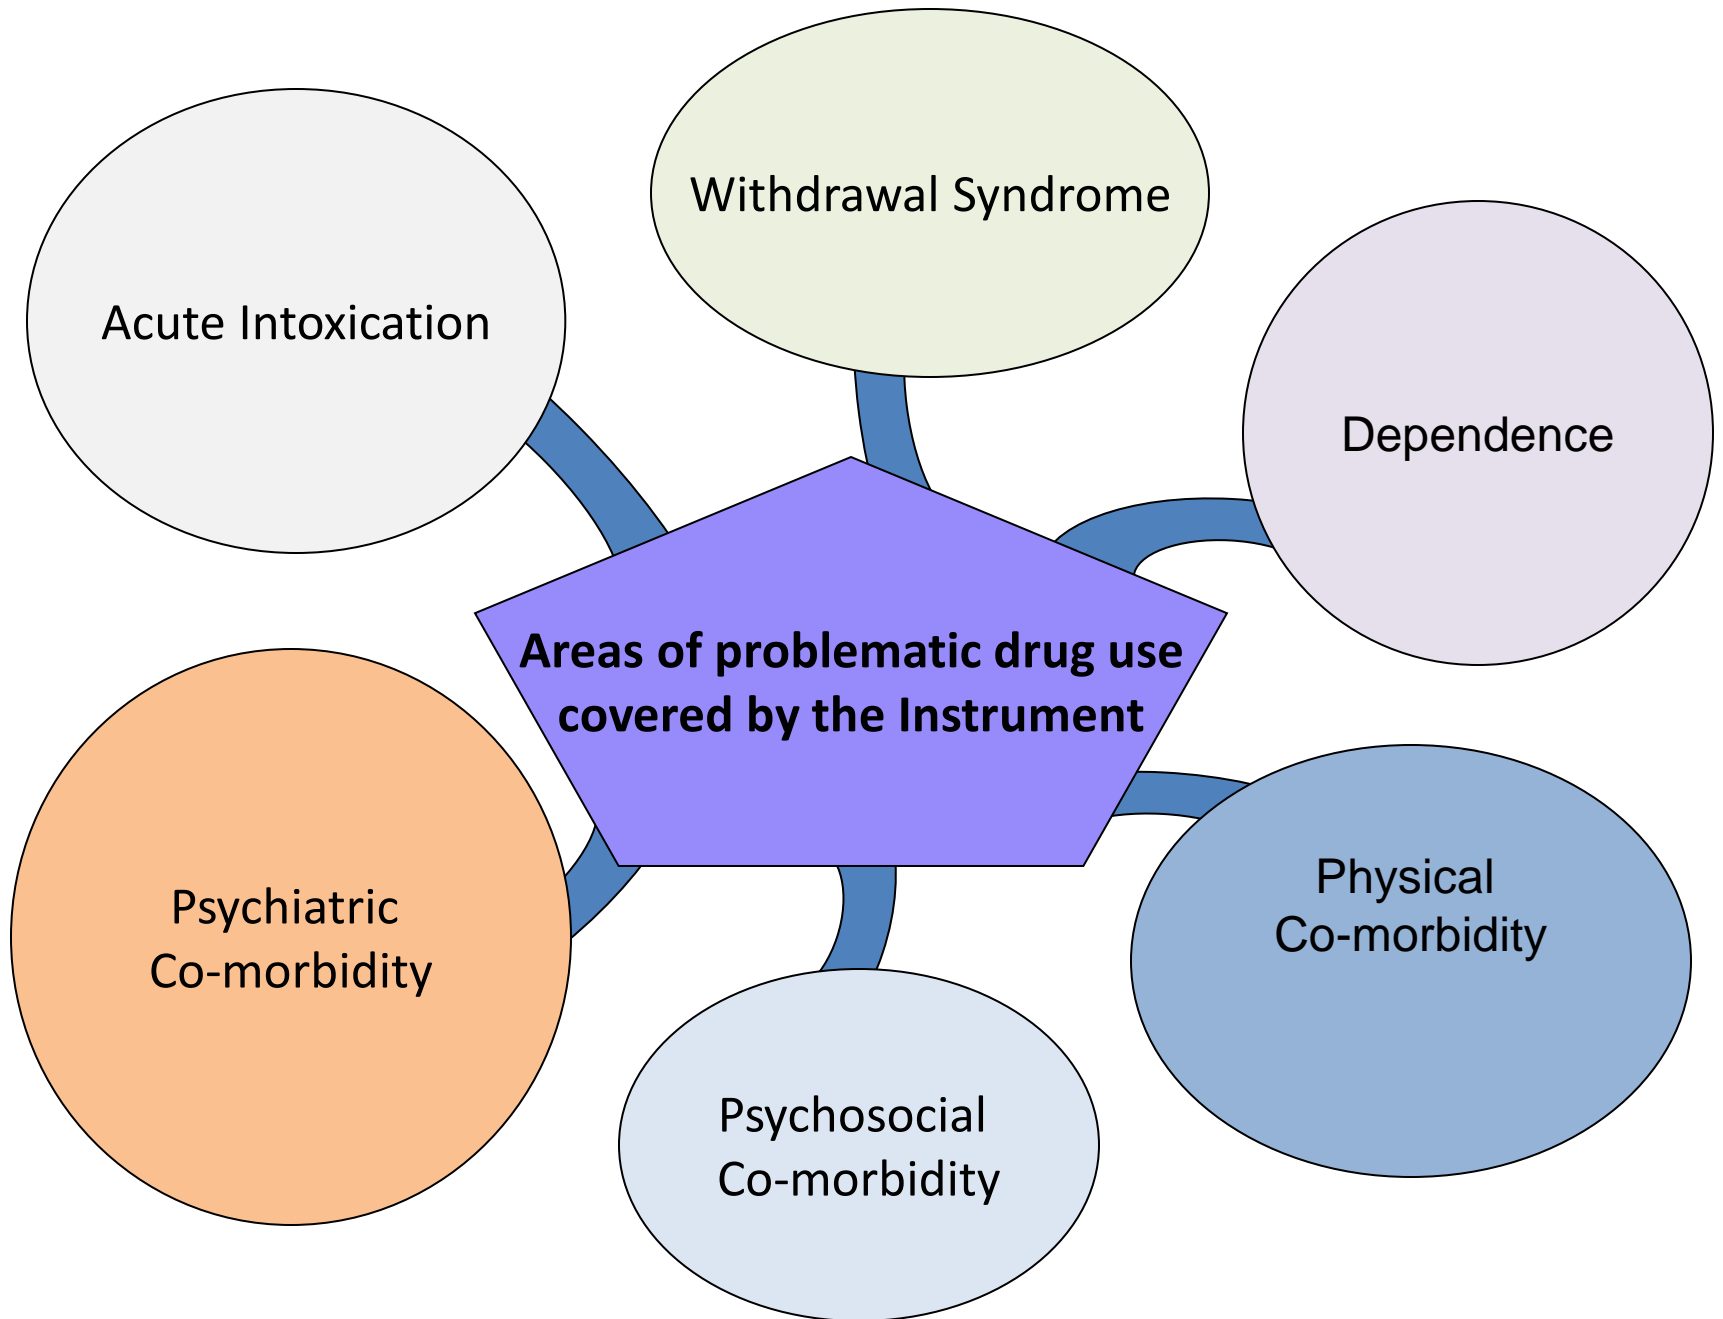 Withdrawal Syndrome
Acute Intoxication
Dependence
Areas of problematic drug use
covered by the Instrument
Physical
Co-morbidity
Psychiatric
Co-morbidity
Psychosocial
Co-morbidity